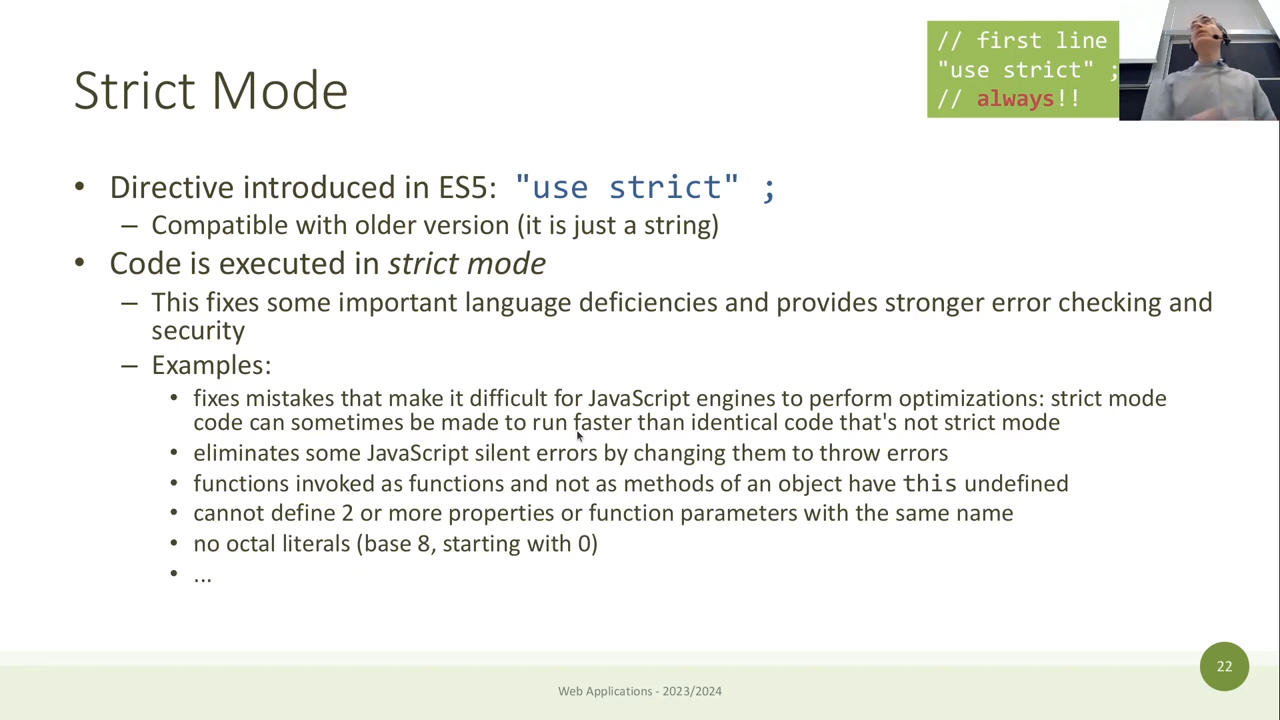 // first line
"use strict" ;
// always!!
Strict Mode
• Directive introduced in ES5: "use strict" ;
– Compatible with older version (it is just a string)
• Code is executed in strict mode
– This fixes some important language deficiencies and provides stronger error checking and
security
– Examples:
• fixes mistakes that make it difficult for JavaScript engines to perform optimizations: strict mode
code can sometimes be made to run faster than identical code that's not strict mode
• eliminates some JavaScript silent errors by changing them to throw errors
• functions invoked as functions and not as methods of an object have this undefined
• cannot define 2 or more properties or function parameters with the same name
• no octal literals (base 8, starting with 0)
• ...
Web Applications - 2023/2024
22